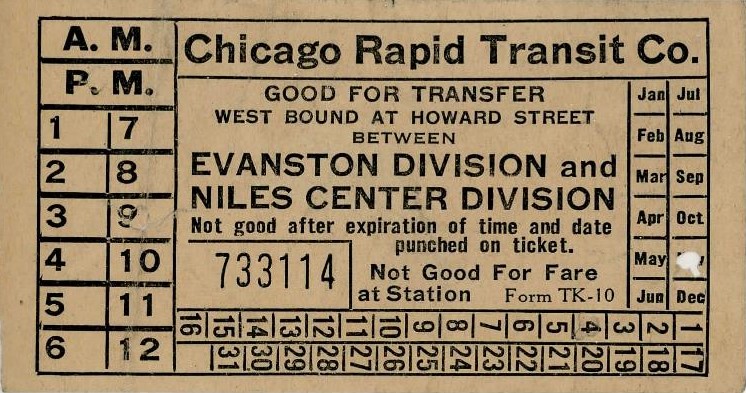 A. M.
P. M.
1 7
2 8
3 9
4 10
5 11
6 12
Chicago Rapid Transit Co.
GOOD FOR TRANSFER
WEST BOUND AT HOWARD STREET
BETWEEN
EVANSTON DIVISION and
NILES CENTER DIVISION
Not good after expiration of time and date
punched on ticket.
733114
Not Good For Fare
at Station Form TK-10
Jan Jul
Feb Aug
Mar Sep
Apr Oct
May
Jun Dec
16 15 14 13 12 11 10 9 8 7 6 5 4 3 2 1
31 30 29 28 27 26 25 24 23 22 21 20 19 18 17